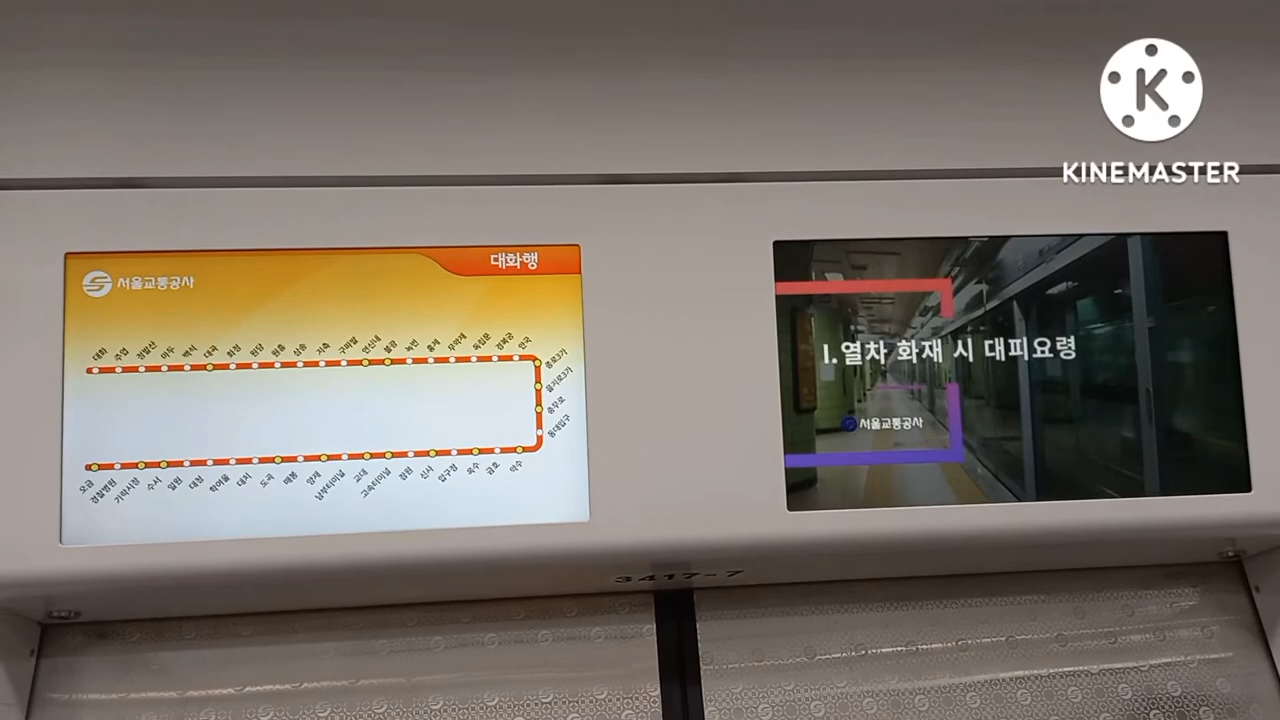 KINEMASTER
서울교통공사
대화행
대화
주엽
정발산
마두
백석
대곡
화정
원당
원흥
삼송
지축
구파발
연신내
불광
녹번
홍제
무악재
독립문
경복궁
안국
종로3가
을지로3가
충무로
동대입구
오금
경찰병원
가락시장
수서
일원
대청
학여울
대치
도곡
매봉
양재
남부터미널
교대
고속터미널
잠원
신사
압구정
옥수
금호
약수
1.열차 화재 시 대피요령
서울교통공사
3417-7